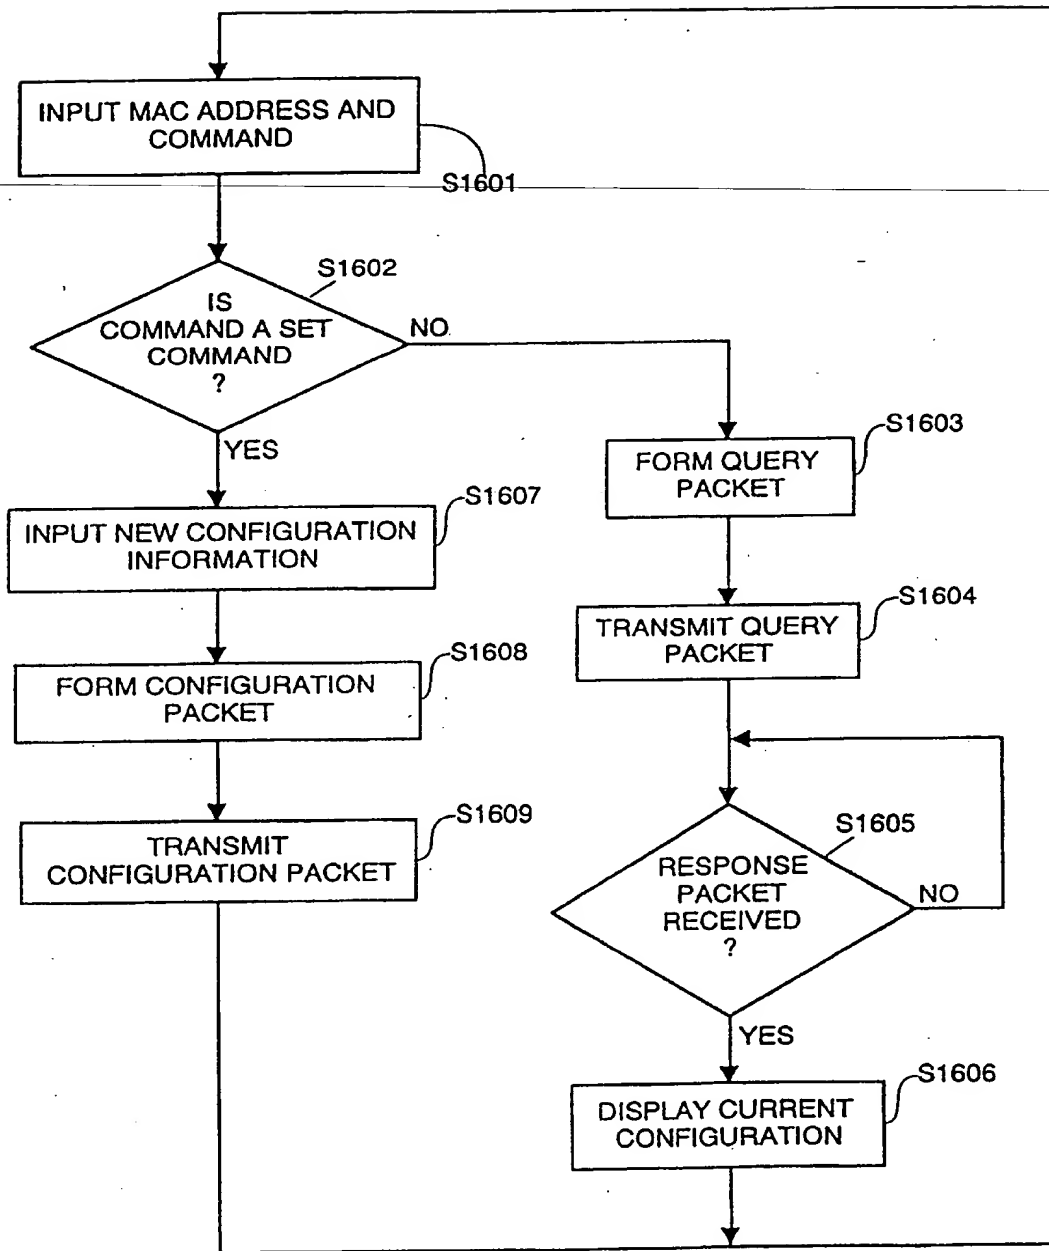 INPUT MAC ADDRESS AND
COMMAND
S1601
S1602
IS
COMMAND A SET
COMMAND
?
NO
YES
S1603
FORM QUERY
PACKET
S1607
INPUT NEW CONFIGURATION
INFORMATION
S1604
TRANSMIT QUERY
PACKET
S1608
FORM CONFIGURATION
PACKET
S1609
TRANSMIT
CONFIGURATION PACKET
S1605
RESPONSE
PACKET
RECEIVED
?
NO
YES
S1606
DISPLAY CURRENT
CONFIGURATION